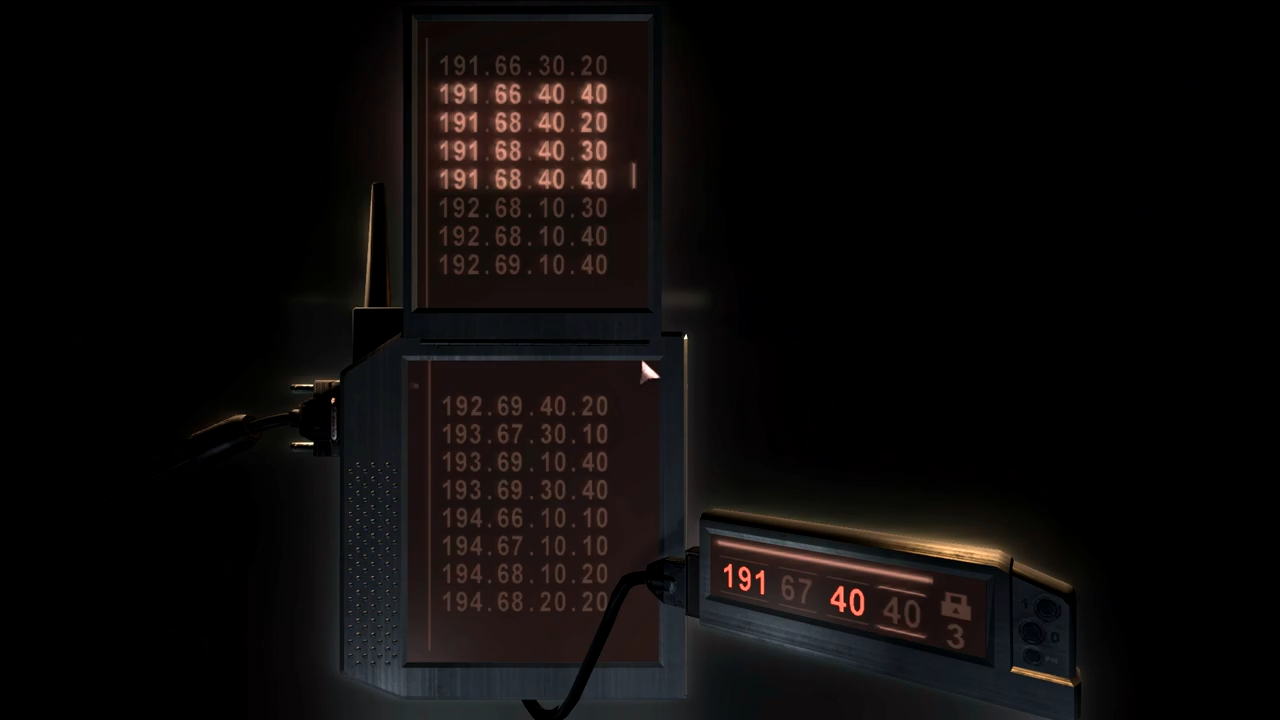 191.66.30.20
191 66 40 40
191 68 40 20
191 68 40 30
191 68 40 40
192.68.10.30
192.68.10.40
192.69.10.40
192.69.40.20
193.67.30.10
193.69.10.40
193.69.30.40
194.66.10.10
194.67.10.10
194.68.10.20
194.68.20.20
191 67 40 40
3